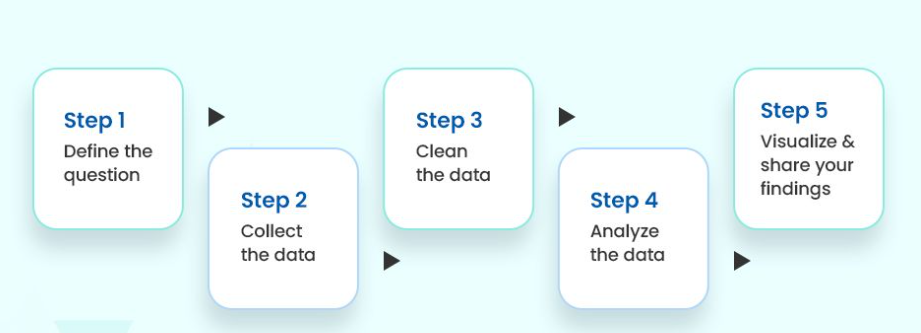 Step 1
Define the
question
Step 2
Collect
the data
Step 3
Clean
the data
Step 4
Analyze
the data
Step 5
Visualize &
share your
findings